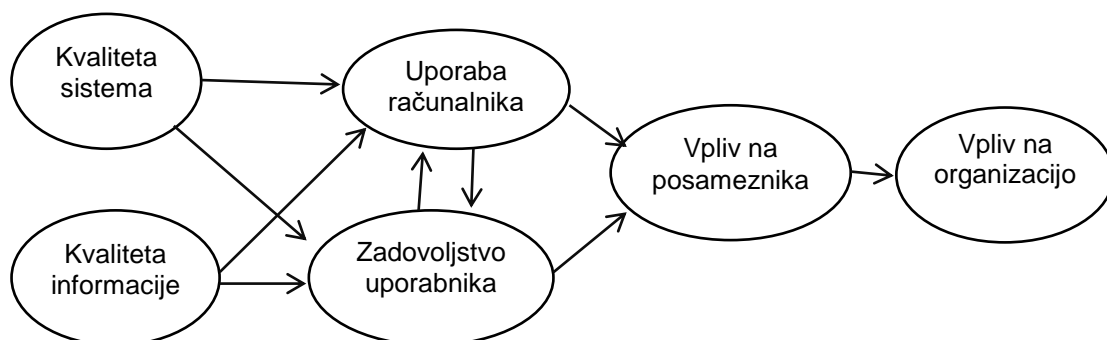 Kvaliteta
sistema
Uporaba
računalnika
Vpliv na
posameznika
Vpliv na
organizacijo
Kvaliteta
informacije
Zadovoljstvo
uporabnika